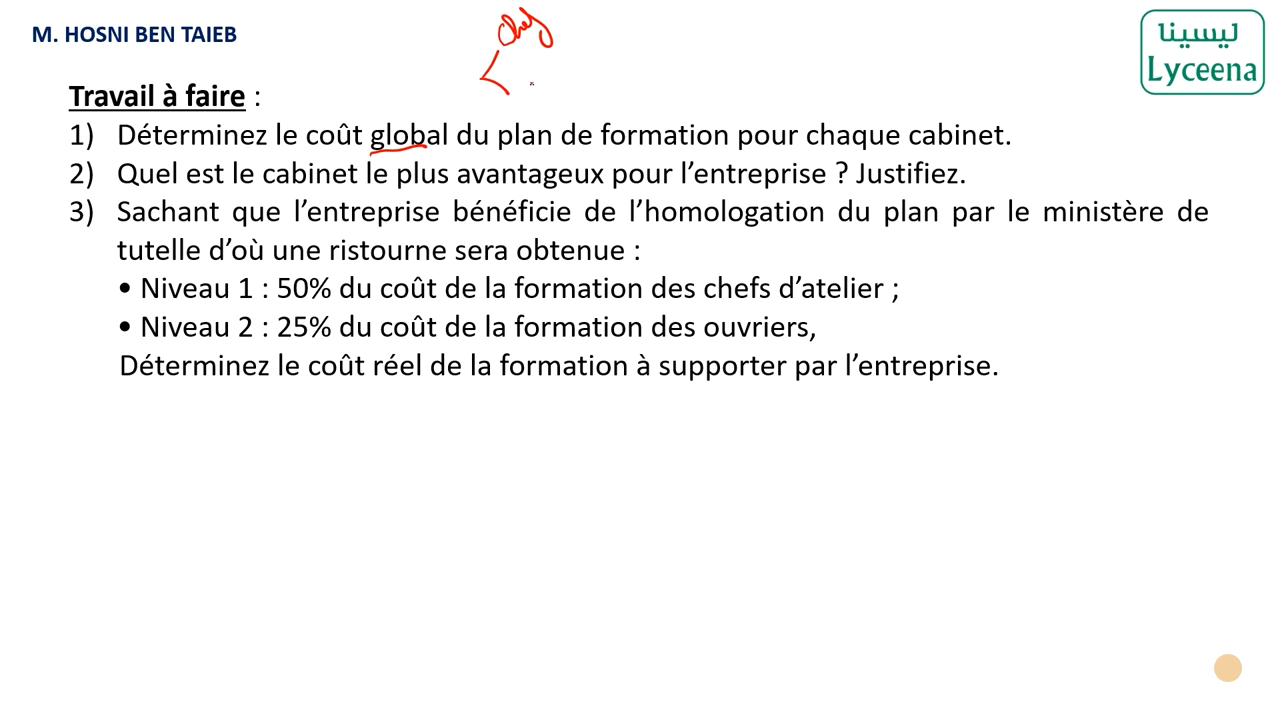 M. HOSNI BEN TAIEB
chef
ليسينا
Lyceena
Travail à faire :
1) Déterminez le coût global du plan de formation pour chaque cabinet.
2) Quel est le cabinet le plus avantageux pour l'entreprise ? Justifiez.
3) Sachant que l'entreprise bénéficie de l'homologation du plan par le ministère de
tutelle d'où une ristourne sera obtenue :
• Niveau 1 : 50% du coût de la formation des chefs d'atelier ;
• Niveau 2 : 25% du coût de la formation des ouvriers,
Déterminez le coût réel de la formation à supporter par l'entreprise.